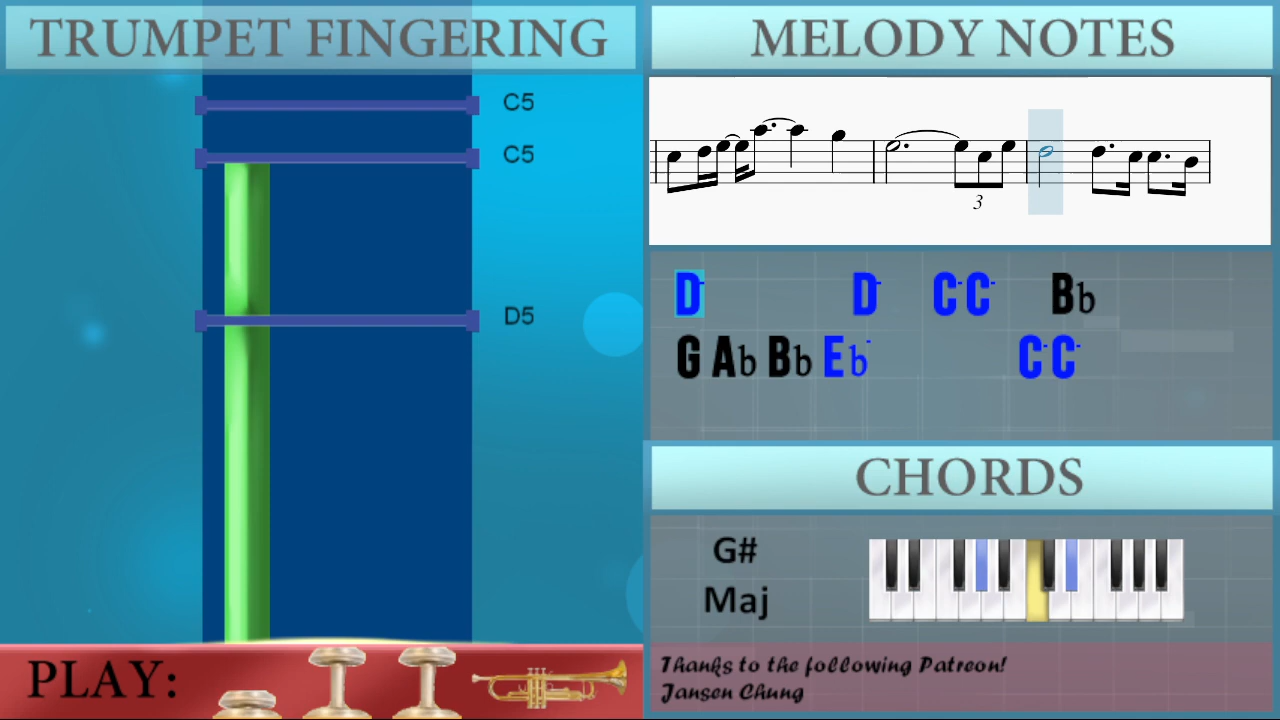 TRUMPET FINGERING
C5
C5
D5
PLAY:
MELODY NOTES
3
D- D- C- C- Bb
G Ab Bb Eb- C- C-
CHORDS
G#
Maj
Thanks to the following Patreon!
Jansen Chung